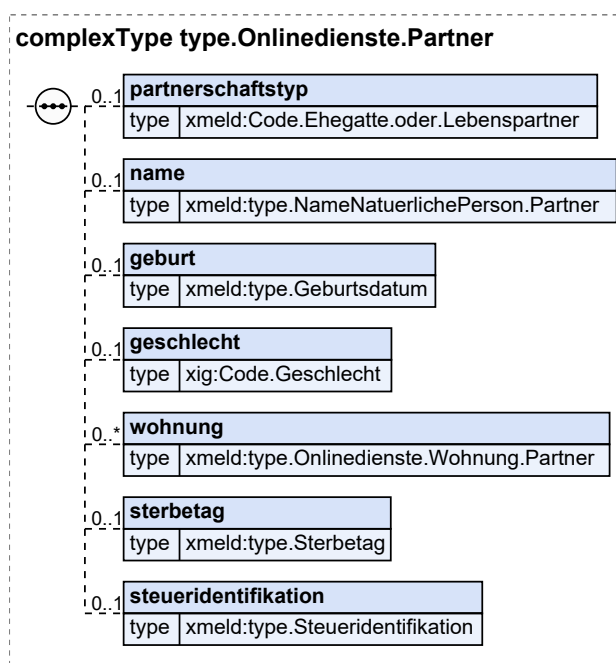 complexType type.Onlinedienste.Partner
0..1 partnerschaftstyp
type xmeld:Code.Ehegatte.oder.Lebenspartner
0..1 name
type xmeld:type.NameNatuerlichePerson.Partner
0..1 geburt
type xmeld:type.Geburtsdatum
0..1 geschlecht
type xig:Code.Geschlecht
0..* wohnung
type xmeld:type.Onlinedienste.Wohnung.Partner
0..1 sterbetag
type xmeld:type.Sterbetag
0..1 steueridentifikation
type xmeld:type.Steueridentifikation